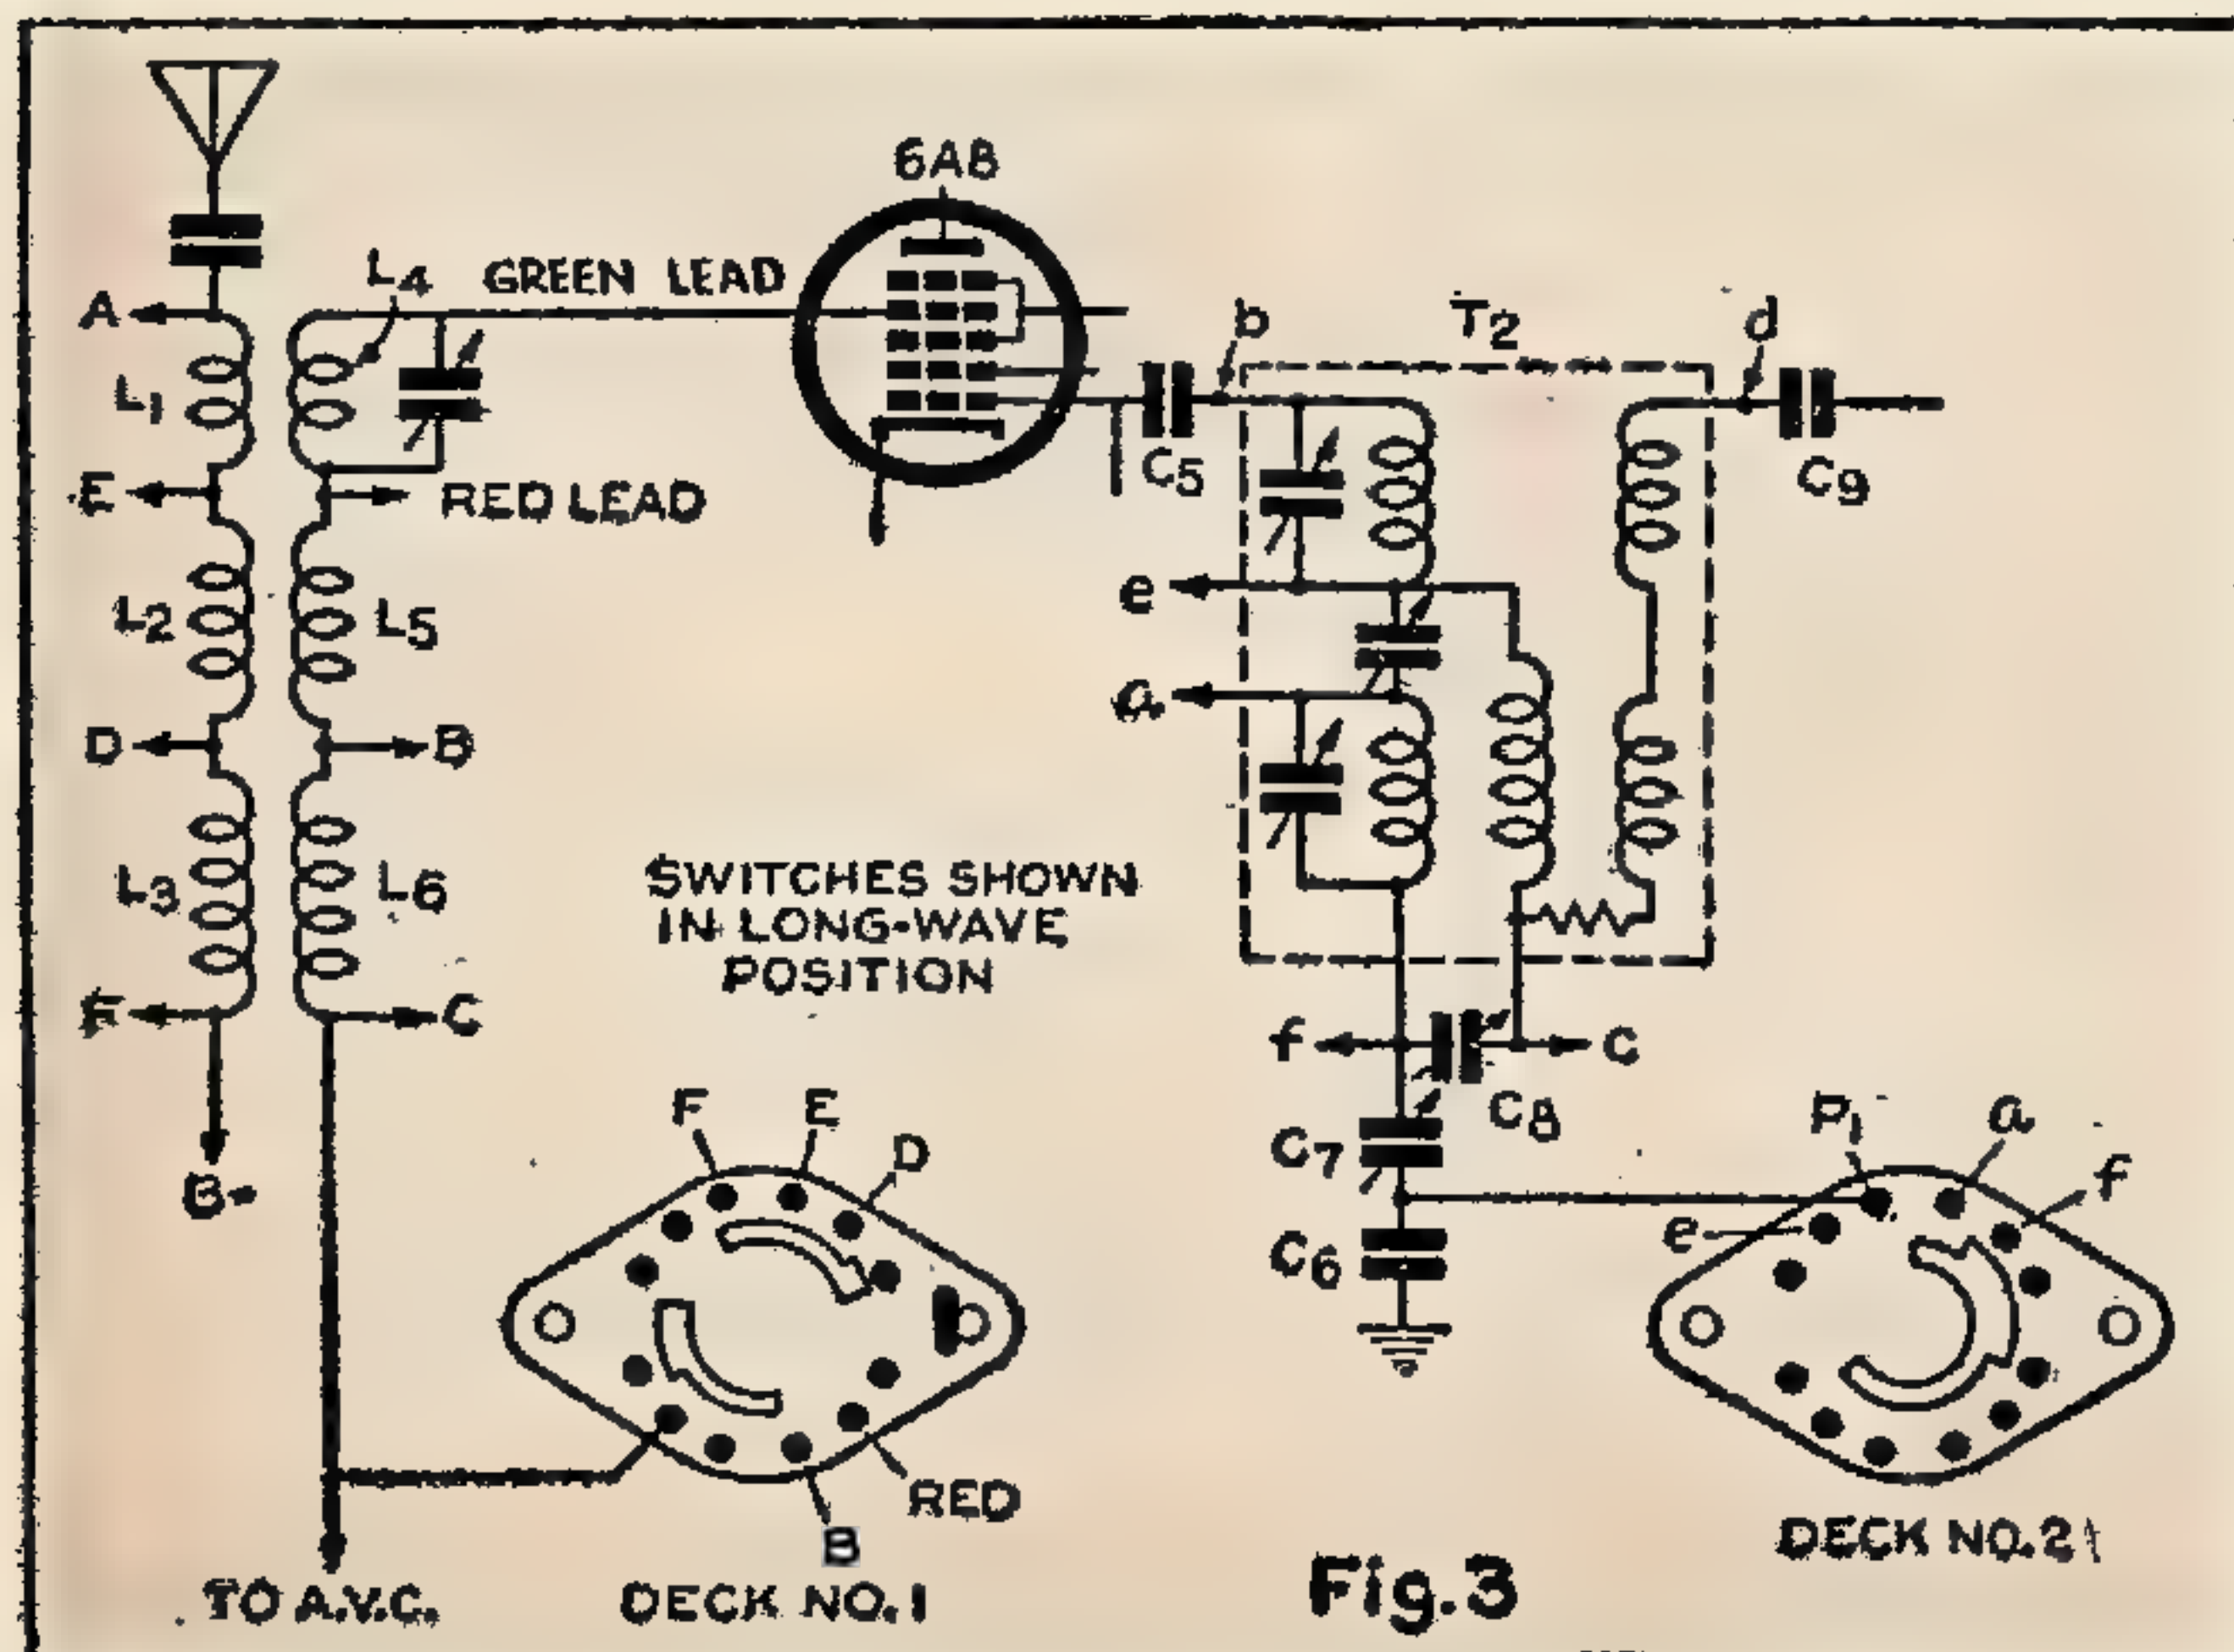 6A8
L4 GREEN LEAD
A
b
T2
d
L1
C5
C9
E
RED LEAD
e
L2
L5
a
D
B
L3
L6
SWITCHES SHOWN
IN LONG-WAVE
POSITION
F
C
f
C
C8
C7
B-
F
E
D
P1
a
f
e
C6
RED
B
DECK NO.2
TO A.V.C.
DECK NO.1
Fig.3